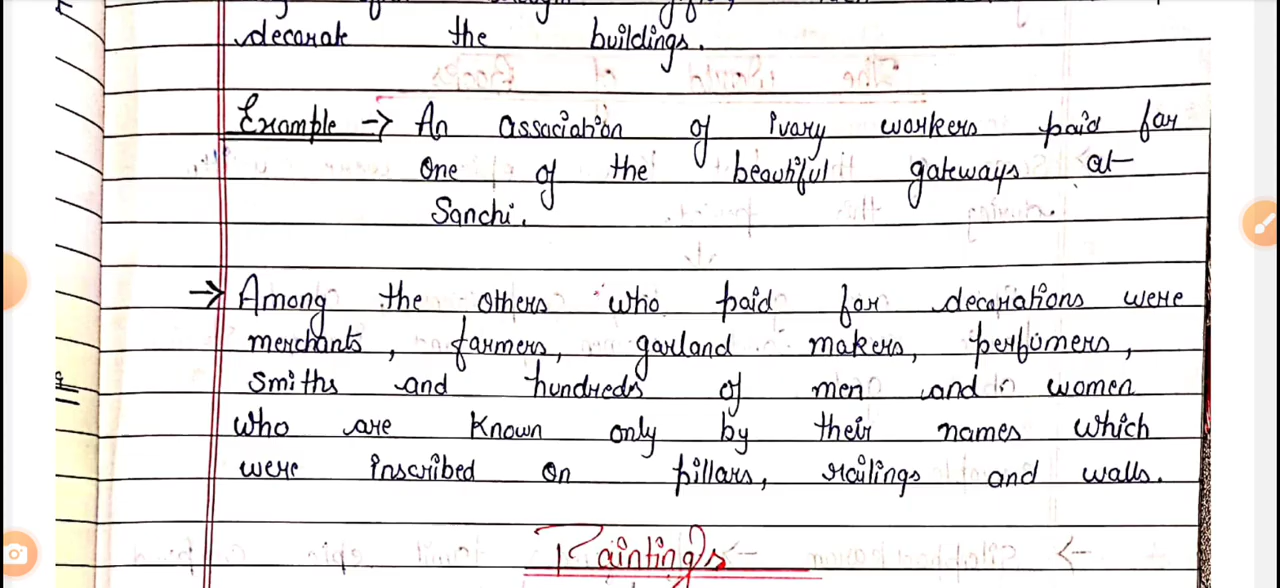 decorate the buildings.
Example → An association of ivory workers paid for
one of the beautiful gateways at
Sanchi.
→ Among the others who paid for decorations were
merchants, farmers, garland makers, perfumers,
Smiths and hundreds of men and women
who are known only by their names which
were inscribed on pillars, railings and walls.
Paintings